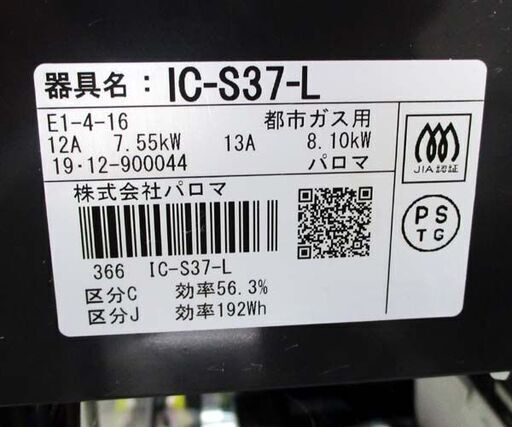 器具名：IC-S37-L
E1-4-16 都市ガス用
12A 7.55kW 13A 8.10kW
19·12-900044 パロマ
JIA認証
株式会社パロマ
PS
TG
366 IC-S37-L
区分C 効率56.3%
区分J 効率192Wh